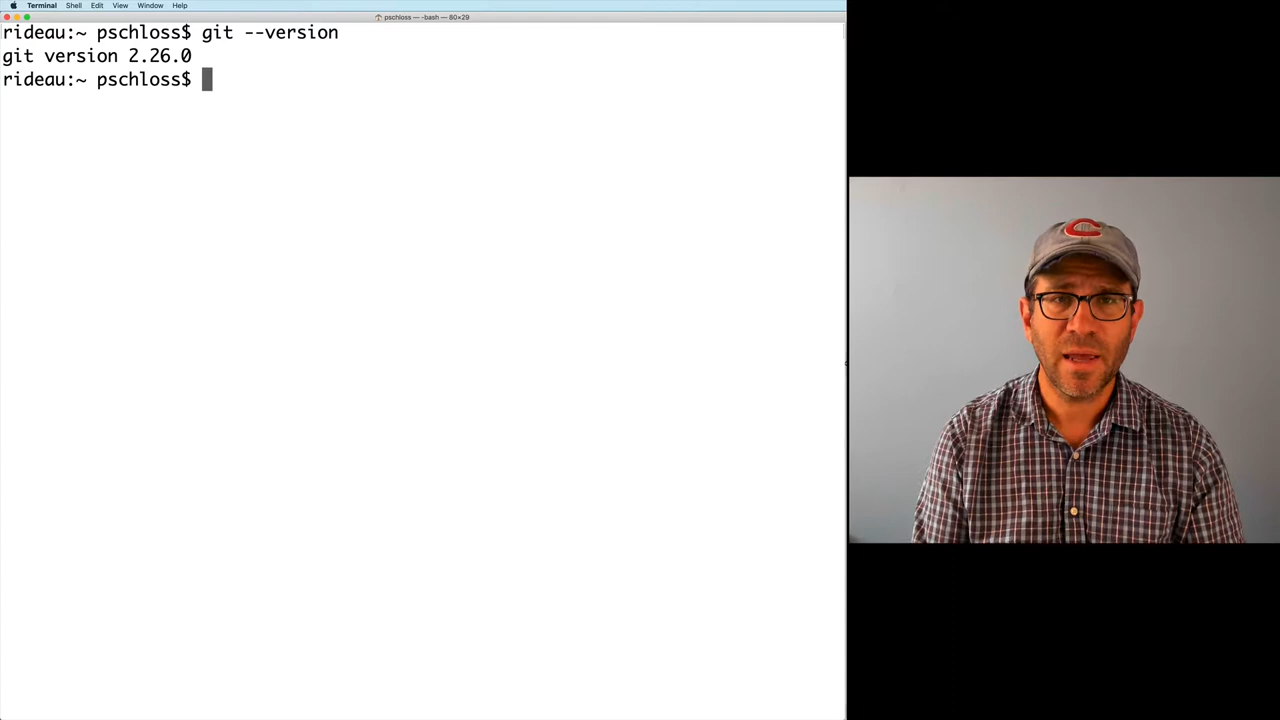 Terminal Shell Edit View Window Help
pschloss — -bash — 80×29
rideau:~ pschloss$ git --version
git version 2.26.0
rideau:~ pschloss$
C